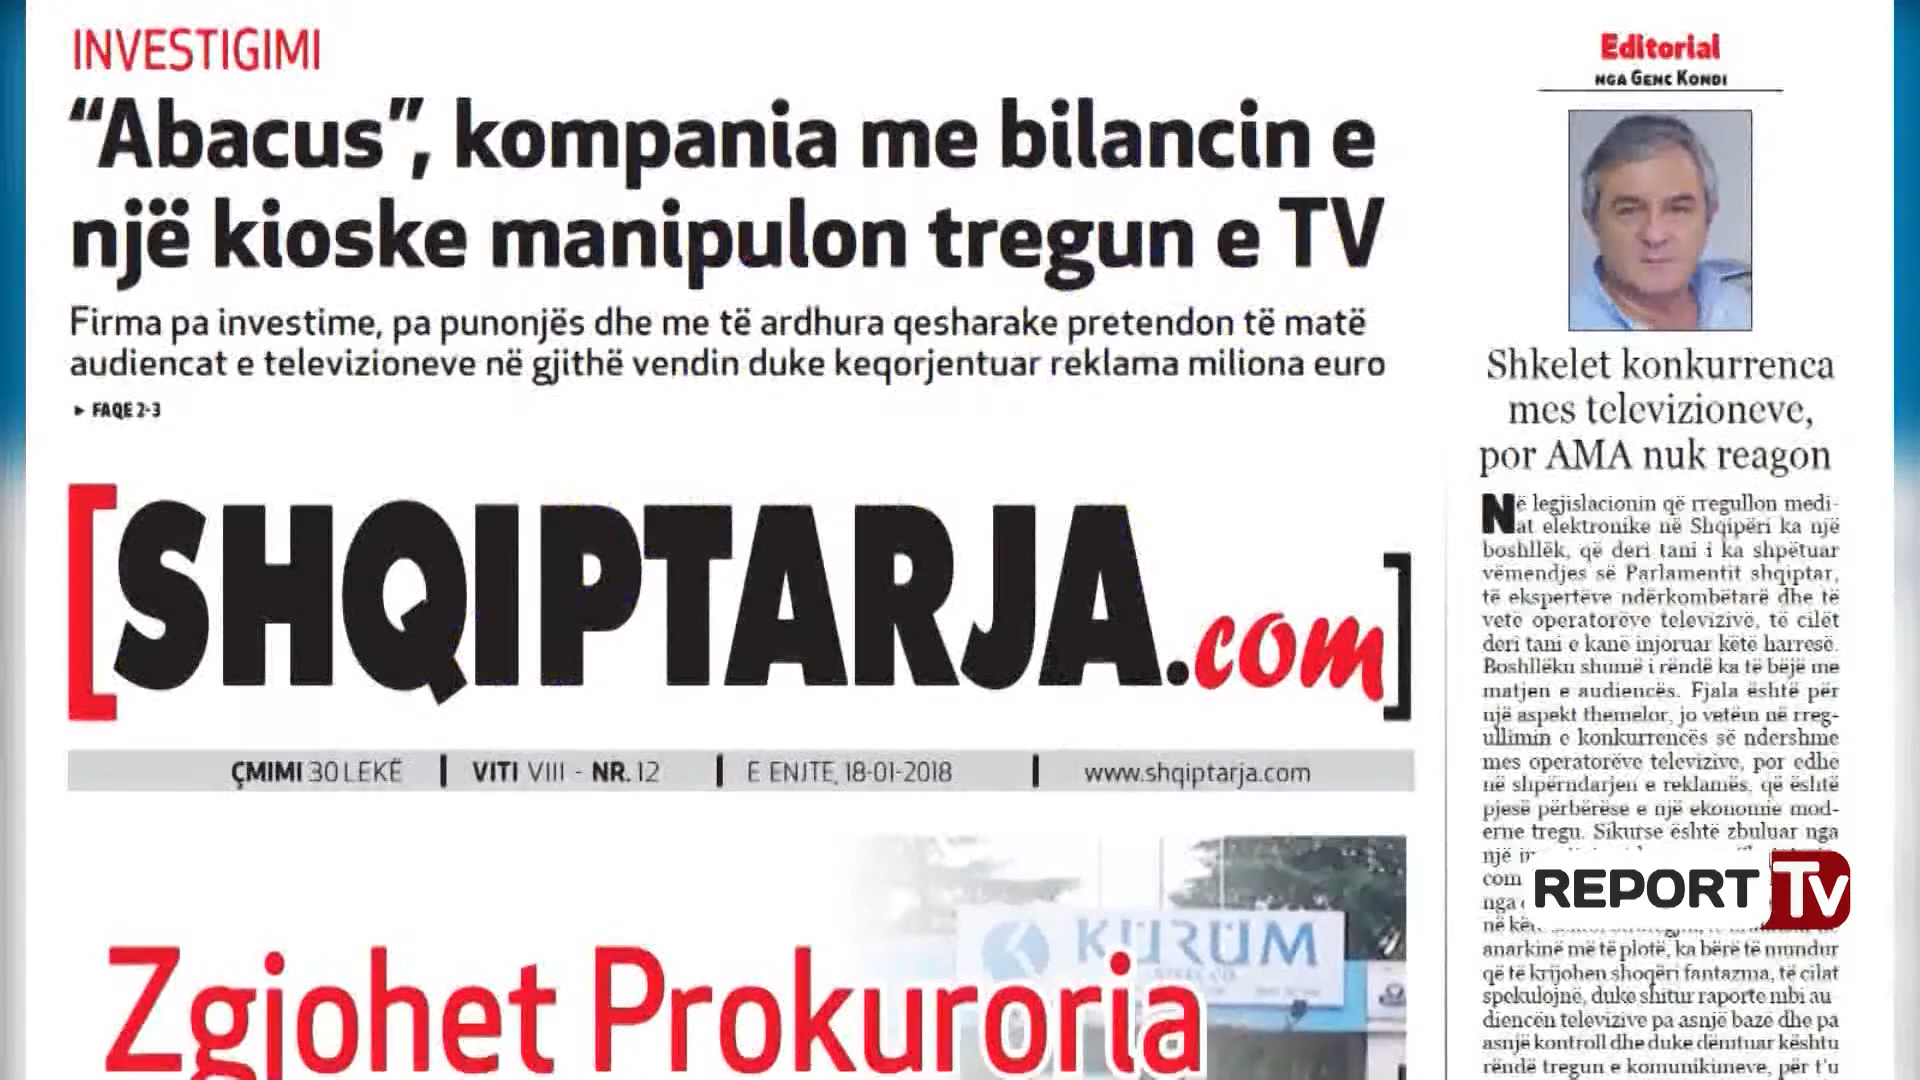 INVESTIGIMI
“Abacus”, kompania me bilancin e
një kioske manipulon tregun e TV
Firma pa investime, pa punonjës dhe me të ardhura qesharake pretendon të matë
audiencat e televizioneve në gjithë vendin duke keqorjentuar reklama miliona euro
▸ FAQE 2-3
[SHQIPTARJA.com]
ÇMIMI 30 LEKË | VITI VIII - NR. 12 | E ENJTE, 18-01-2018 | www.shqiptarja.com
KURUM
Zgjohet Prokuroria
Editorial
NGA GENC KONDI
Shkelet konkurrenca
mes televizioneve,
por AMA nuk reagon
Në legjislacionin që rregullon medi-
at elektronike në Shqipëri ka një
boshllëk, që deri tani i ka shpëtuar
vëmendjes së Parlamentit shqiptar,
të ekspertëve ndërkombëtarë dhe të
vetë operatorëve televizivë, të cilët
deri tani e kanë injoruar këtë harresë.
Boshllëku shumë i rëndë ka të bëjë me
matjen e audiencës. Fjala është për
një aspekt themelor, jo vetëm në rreg-
ullimin e konkurrencës së ndershme
mes operatorëve televizivë, por edhe
në shpërndarjen e reklamës, që është
pjesë përbërëse e një ekonomie mod-
erne tregu. Sikurse është zbuluar nga
një
com
nga
në
anarkinë më të plotë, ka bërë të mundur
që të krijohen shoqëri fantazma, të cilat
spekulojnë, duke shitur raporte mbi au-
diencën televizive pa asnjë bazë dhe pa
asnjë kontroll dhe duke dëmtuar kështu
rëndë tregun e komunikimeve, për t'u
REPORT Tv